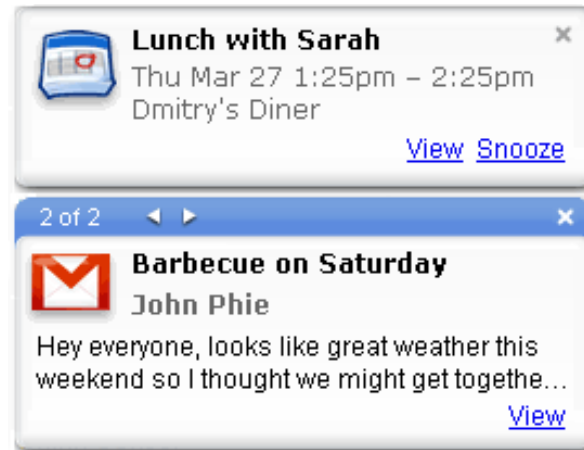 Lunch with Sarah
Thu Mar 27 1:25pm – 2:25pm
Dmitry's Diner
View Snooze
2 of 2
Barbecue on Saturday
John Phie
Hey everyone, looks like great weather this
weekend so I thought we might get togethe...
View